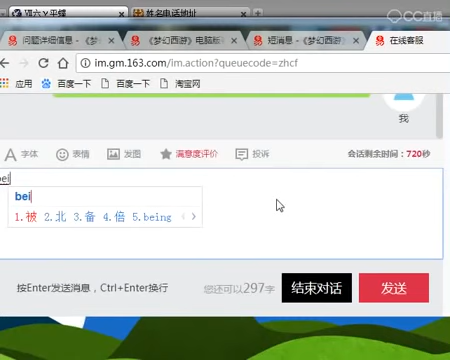 姓名电话地址
CC直播
问题详细信息 - 《梦
《梦幻西游》电脑版
短消息 - 《梦幻西游
在线客服
im.gm.163.com/im.action?queuecode=zhcf
应用
百度一下
百度一下
淘宝网
我
字体
表情
发图
满意度评价
投诉
会话剩余时间：720秒
bei
bei
1.被 2.北 3.备 4.倍 5.being
按Enter发送消息，Ctrl+Enter换行
您还可以297字
结束对话
发送